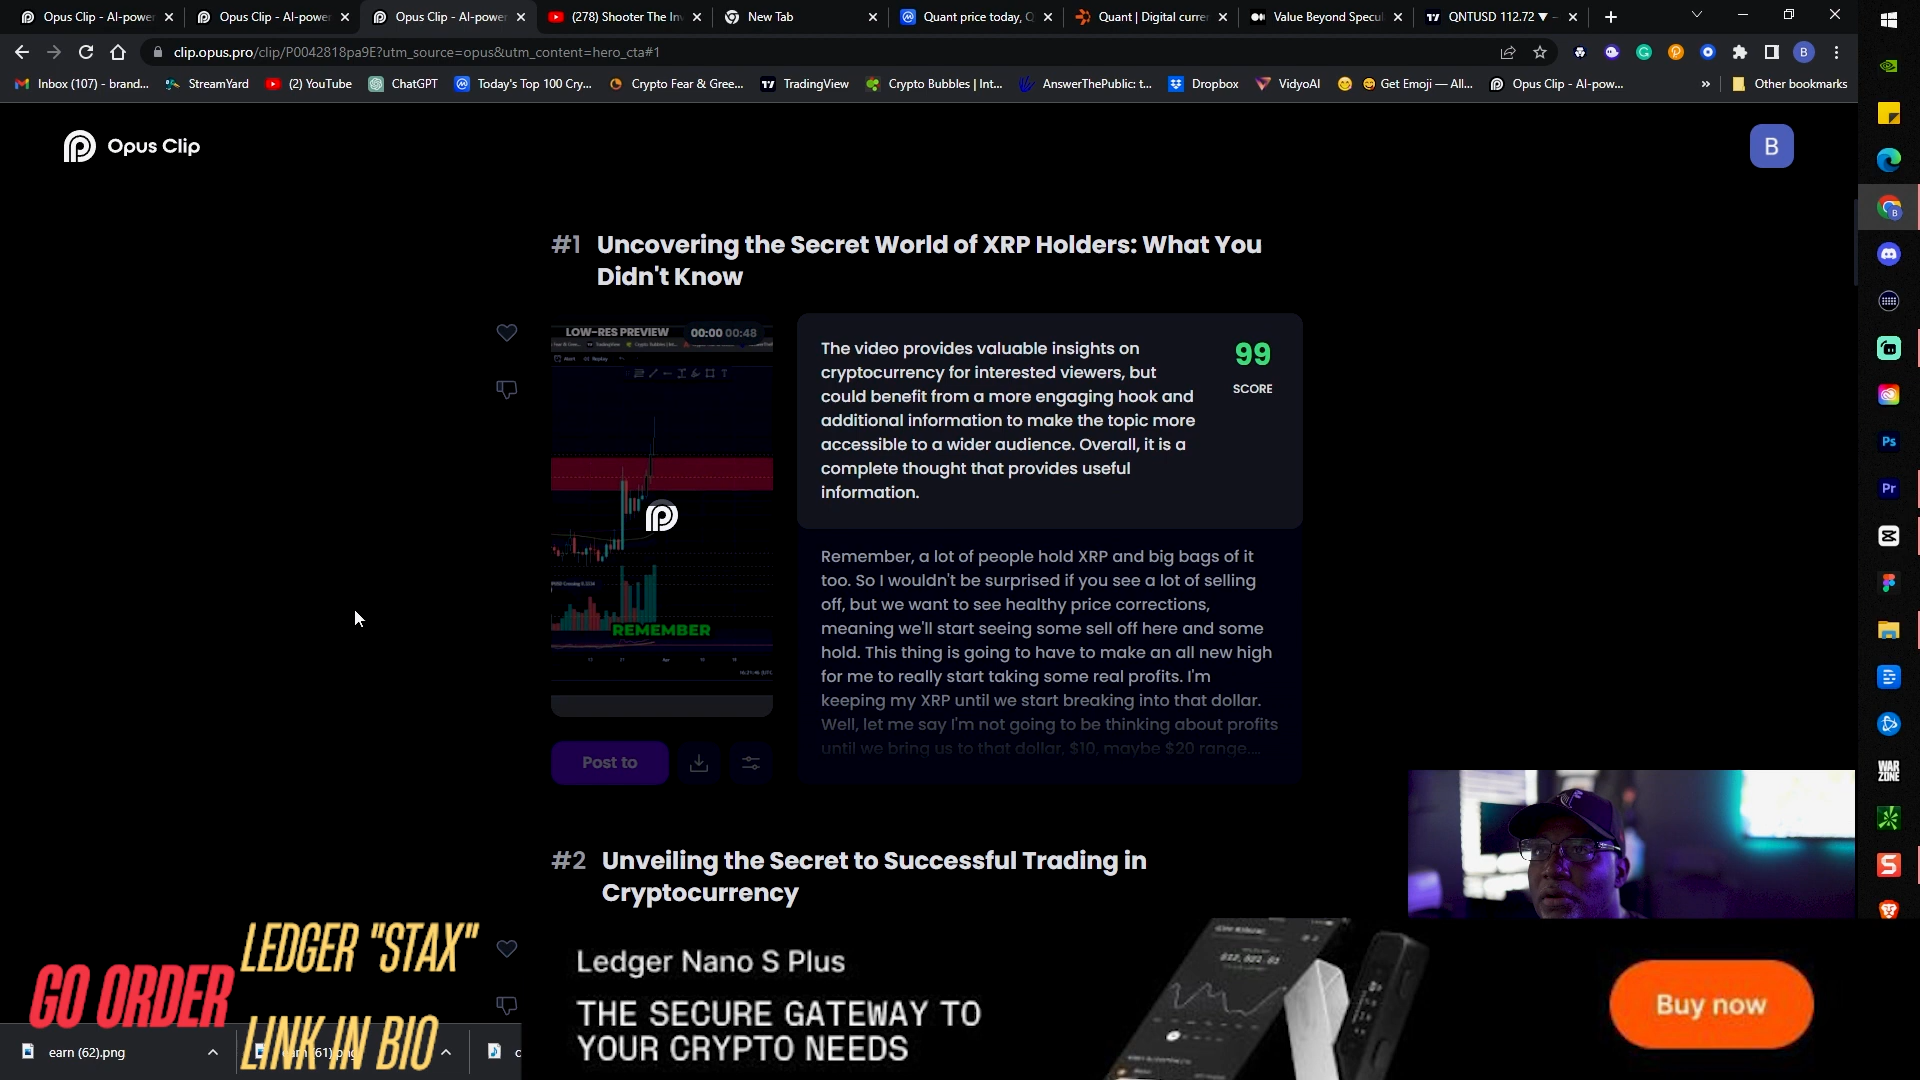 Opus Clip - AI-power
Opus Clip - AI-power
Opus Clip - AI-power
(278) Shooter The In
New Tab
Quant price today, Q
Quant | Digital curre
Value Beyond Specul
QNTUSD 112.72 ▼ -
clip.opus.pro/clip/P0042818pa9E?utm_source=opus&utm_content=hero_cta#1
B
Inbox (107) - brand...
StreamYard
(2) YouTube
ChatGPT
Today's Top 100 Cry...
Crypto Fear & Gree...
TradingView
Crypto Bubbles | Int...
AnswerThePublic: t...
Dropbox
VidyoAI
Get Emoji — All...
Opus Clip - AI-pow...
»
Other bookmarks
Opus Clip
B
#1 Uncovering the Secret World of XRP Holders: What You
Didn't Know
LOW-RES PREVIEW 00:00 00:48
REMEMBER
The video provides valuable insights on
cryptocurrency for interested viewers, but
could benefit from a more engaging hook and
additional information to make the topic more
accessible to a wider audience. Overall, it is a
complete thought that provides useful
information.
99
SCORE
Remember, a lot of people hold XRP and big bags of it
too. So I wouldn't be surprised if you see a lot of selling
off, but we want to see healthy price corrections,
meaning we'll start seeing some sell off here and some
hold. This thing is going to have to make an all new high
for me to really start taking some real profits. I'm
keeping my XRP until we start breaking into that dollar.
Well, let me say I'm not going to be thinking about profits
until we bring us to that dollar, $10, maybe $20 range....
Post to
#2 Unveiling the Secret to Successful Trading in
Cryptocurrency
GO ORDER
LEDGER "STAX"
LINK IN BIO
Ledger Nano S Plus
THE SECURE GATEWAY TO
YOUR CRYPTO NEEDS
Buy now
earn (62).png
Ps
Pr
WAR
ZONE